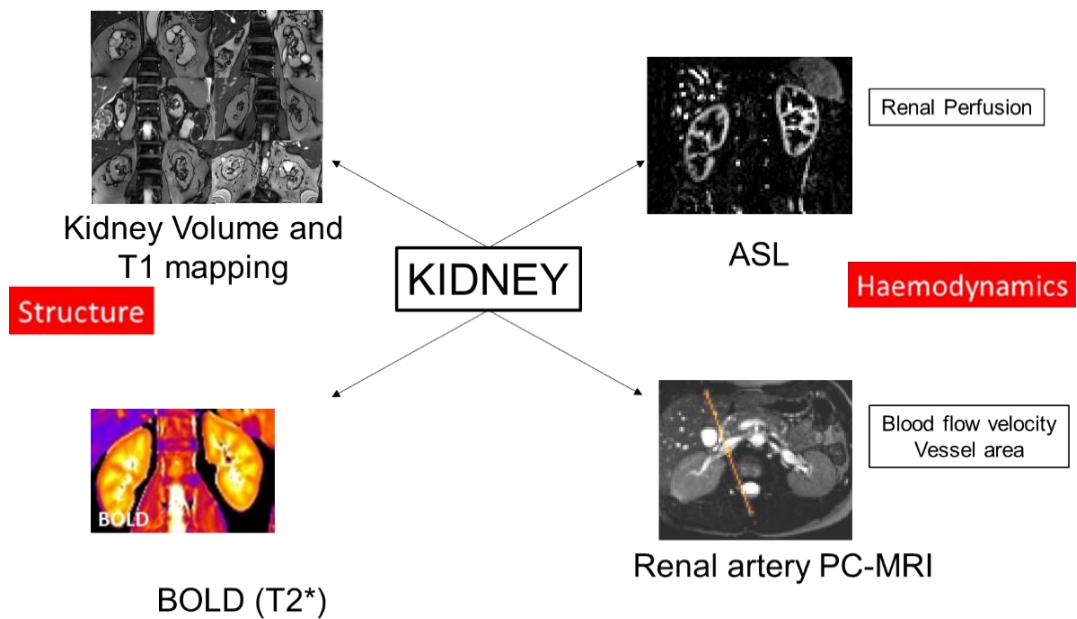 Renal Perfusion
Kidney Volume and
T1 mapping
ASL
KIDNEY
Structure
Haemodynamics
BOLD
Blood flow velocity
Vessel area
BOLD (T2*)
Renal artery PC-MRI